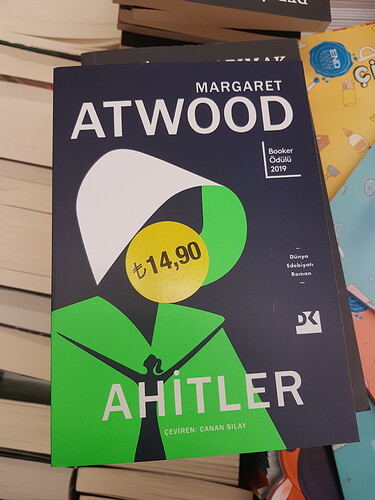 MARGARET
ATWOOD
Booker
Ödülü
2019
₺14,90
Dünya
Edebiyatı
Roman
DK
AHİTLER
ÇEVİREN: CANAN SILAY